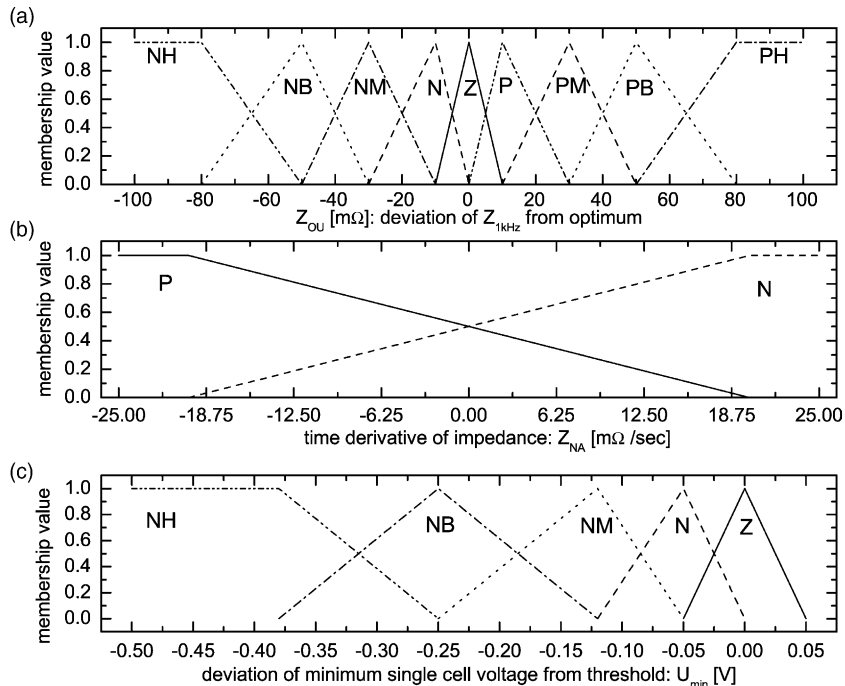 (a)
membership value
1.0
0.8
0.6
0.4
0.2
0.0
NH
NB
NM
N
Z
P
PM
PB
PH
-100 -80 -60 -40 -20 0 20 40 60 80 100
Z_OU [mΩ]: deviation of Z_1kHz from optimum
(b)
membership value
1.0
0.8
0.6
0.4
0.2
0.0
P
N
-25.00 -18.75 -12.50 -6.25 0.00 6.25 12.50 18.75 25.00
time derivative of impedance: Z_NA [mΩ /sec]
(c)
membership value
1.0
0.8
0.6
0.4
0.2
0.0
NH
NB
NM
N
Z
-0.50 -0.45 -0.40 -0.35 -0.30 -0.25 -0.20 -0.15 -0.10 -0.05 0.00 0.05
deviation of minimum single cell voltage from threshold: U_min [V]